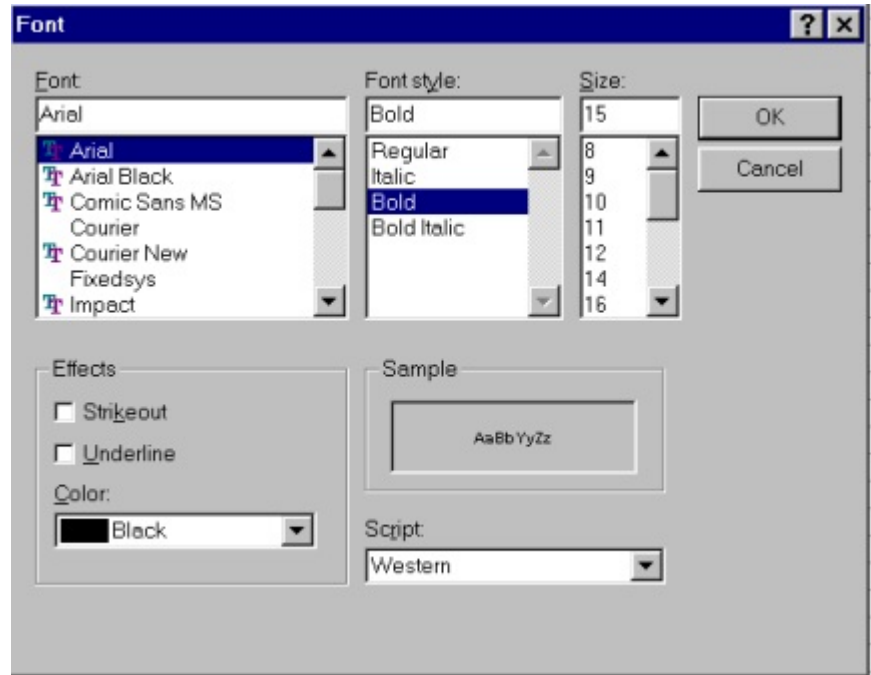 Font
Font:
Arial
Arial
Arial Black
Comic Sans MS
Courier
Courier New
Fixedsys
Impact
Font style:
Bold
Regular
Italic
Bold
Bold Italic
Size:
15
8
9
10
11
12
14
16
OK
Cancel
Effects
Strikeout
Underline
Color:
Black
Sample
AaBbYyZz
Script:
Western